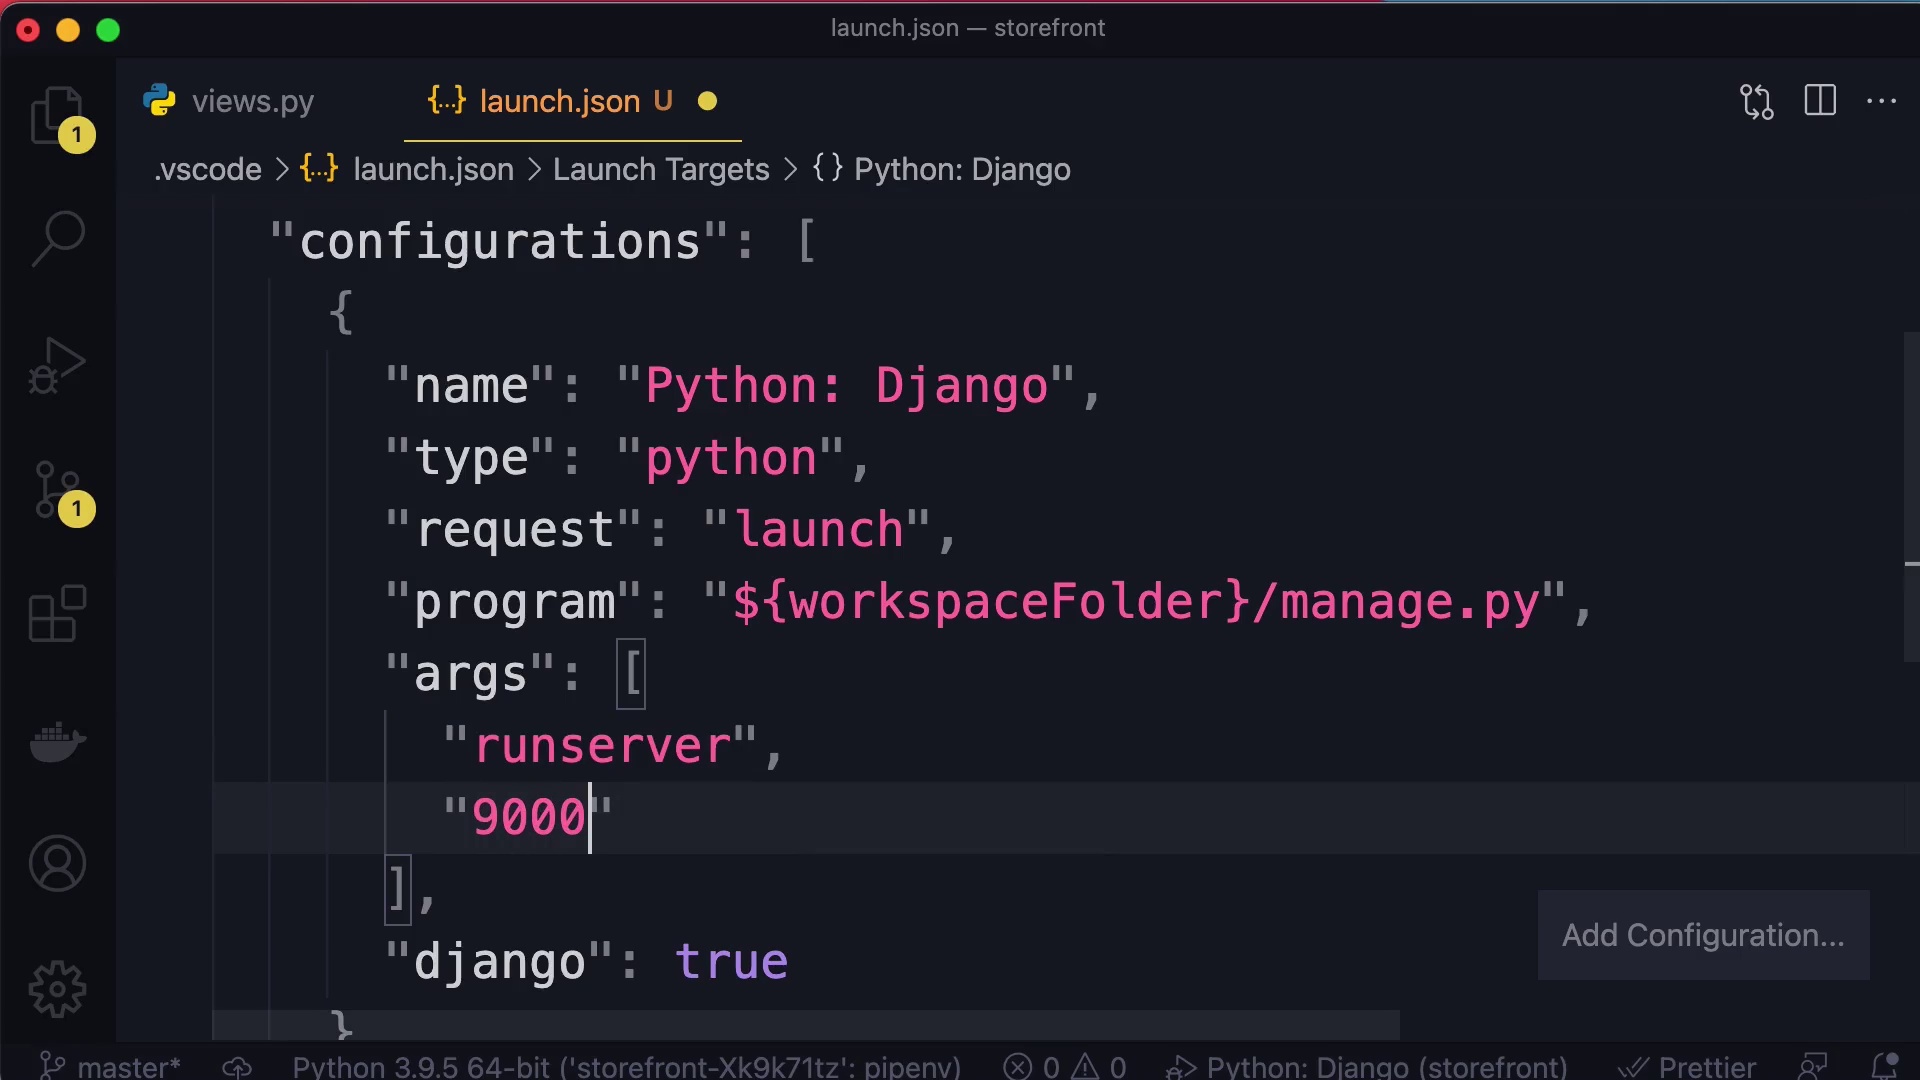 launch.json — storefront
views.py
{...} launch.json U
.vscode > {...} launch.json > Launch Targets > {} Python: Django
1
"configurations": [
{
"name": "Python: Django",
"type": "python",
"request": "launch",
"program": "${workspaceFolder}/manage.py",
"args": [
"runserver",
1
"9000"
],
"django": true
}
Add Configuration...
master* Python 3.9.5 64-bit ('storefront-Xk9k71tz': pipenv) 0 0 Python: Django (storefront) Prettier